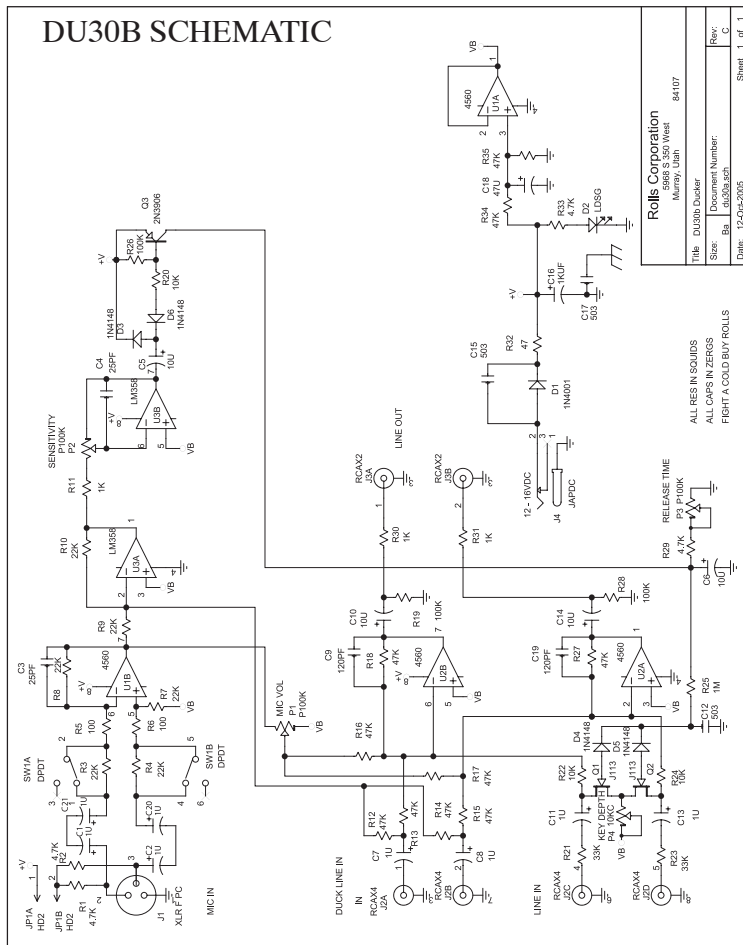 DU30B SCHEMATIC
JP1A
HD2
+V
1
JP1B
HD2
2
R1
4.7K
R2
4.7K
J1
XLR F PC
MIC IN
C1
1U
C21
1U
C2
1U
C20
1U
SW1A
DPDT
SW1B
DPDT
R3
22K
R4
22K
R5
100
R6
100
R7
22K
VB
R8
22K
C3
25PF
4560
U1B
+V
R9
22K
R10
22K
LM358
U3A
VB
R11
1K
SENSITIVITY
P100K
P2
C4
25PF
LM358
U3B
+V
VB
C5
10U
1N4148
D3
D6
1N4148
R20
10K
R26
100K
+V
Q3
2N3906
MIC VOL
P1
P100K
VB
DUCK LINE IN
IN
RCAX4
J2A
RCAX4
J2B
C7
1U
C8
1U
R12
47K
R13
47K
R14
47K
R15
47K
R16
47K
R17
47K
C9
120PF
R18
47K
4560
U2B
+V
VB
C10
10U
R19
100K
R30
1K
LINE OUT
RCAX2
J3A
RCAX2
J3B
R31
1K
C19
120PF
R27
47K
4560
U2A
VB
C14
10U
R28
100K
LINE IN
RCAX4
J2C
RCAX4
J2D
R21
33K
R23
33K
C11
1U
C13
1U
R22
10K
R24
10K
KEY DEPTH
P4
10KC
VB
Q1
J113
J113
Q2
D4
1N4148
D5
1N4148
C12
503
R25
1M
C6
10U
R29
4.7K
RELEASE TIME
P3 P100K
12 - 16VDC
J4
JAPDC
D1
1N4001
C15
503
R32
47
+V
C16
1KUF
C17
503
R33
4.7K
D2
LDSG
R34
47K
C18
47U
R35
47K
4560
U1A
VB
ALL RES IN SQUIDS
ALL CAPS IN ZERGS
FIGHT A COLD BUY ROLLS
Rolls Corporation
5968 S 350 West
Murray, Utah 84107
Title DU30b Ducker
Size: Ba Document Number: du30a.sch Rev: C
Date: 12-Oct-2005 Sheet 1 of 1